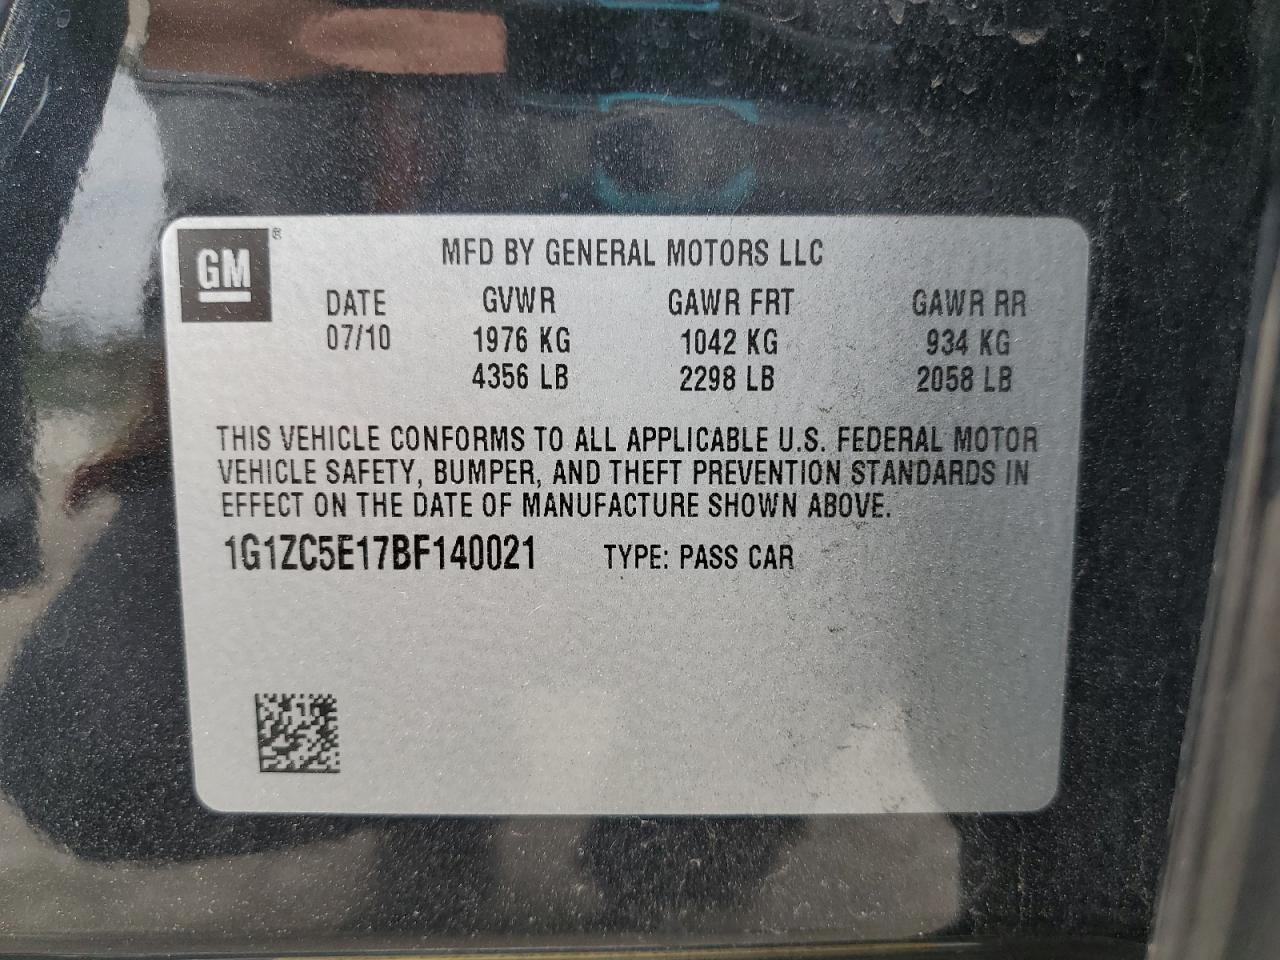 GM®
MFD BY GENERAL MOTORS LLC
DATE GVWR GAWR FRT GAWR RR
07/10 1976 KG 1042 KG 934 KG
4356 LB 2298 LB 2058 LB
THIS VEHICLE CONFORMS TO ALL APPLICABLE U.S. FEDERAL MOTOR
VEHICLE SAFETY, BUMPER, AND THEFT PREVENTION STANDARDS IN
EFFECT ON THE DATE OF MANUFACTURE SHOWN ABOVE.
1G1ZC5E17BF140021 TYPE: PASS CAR